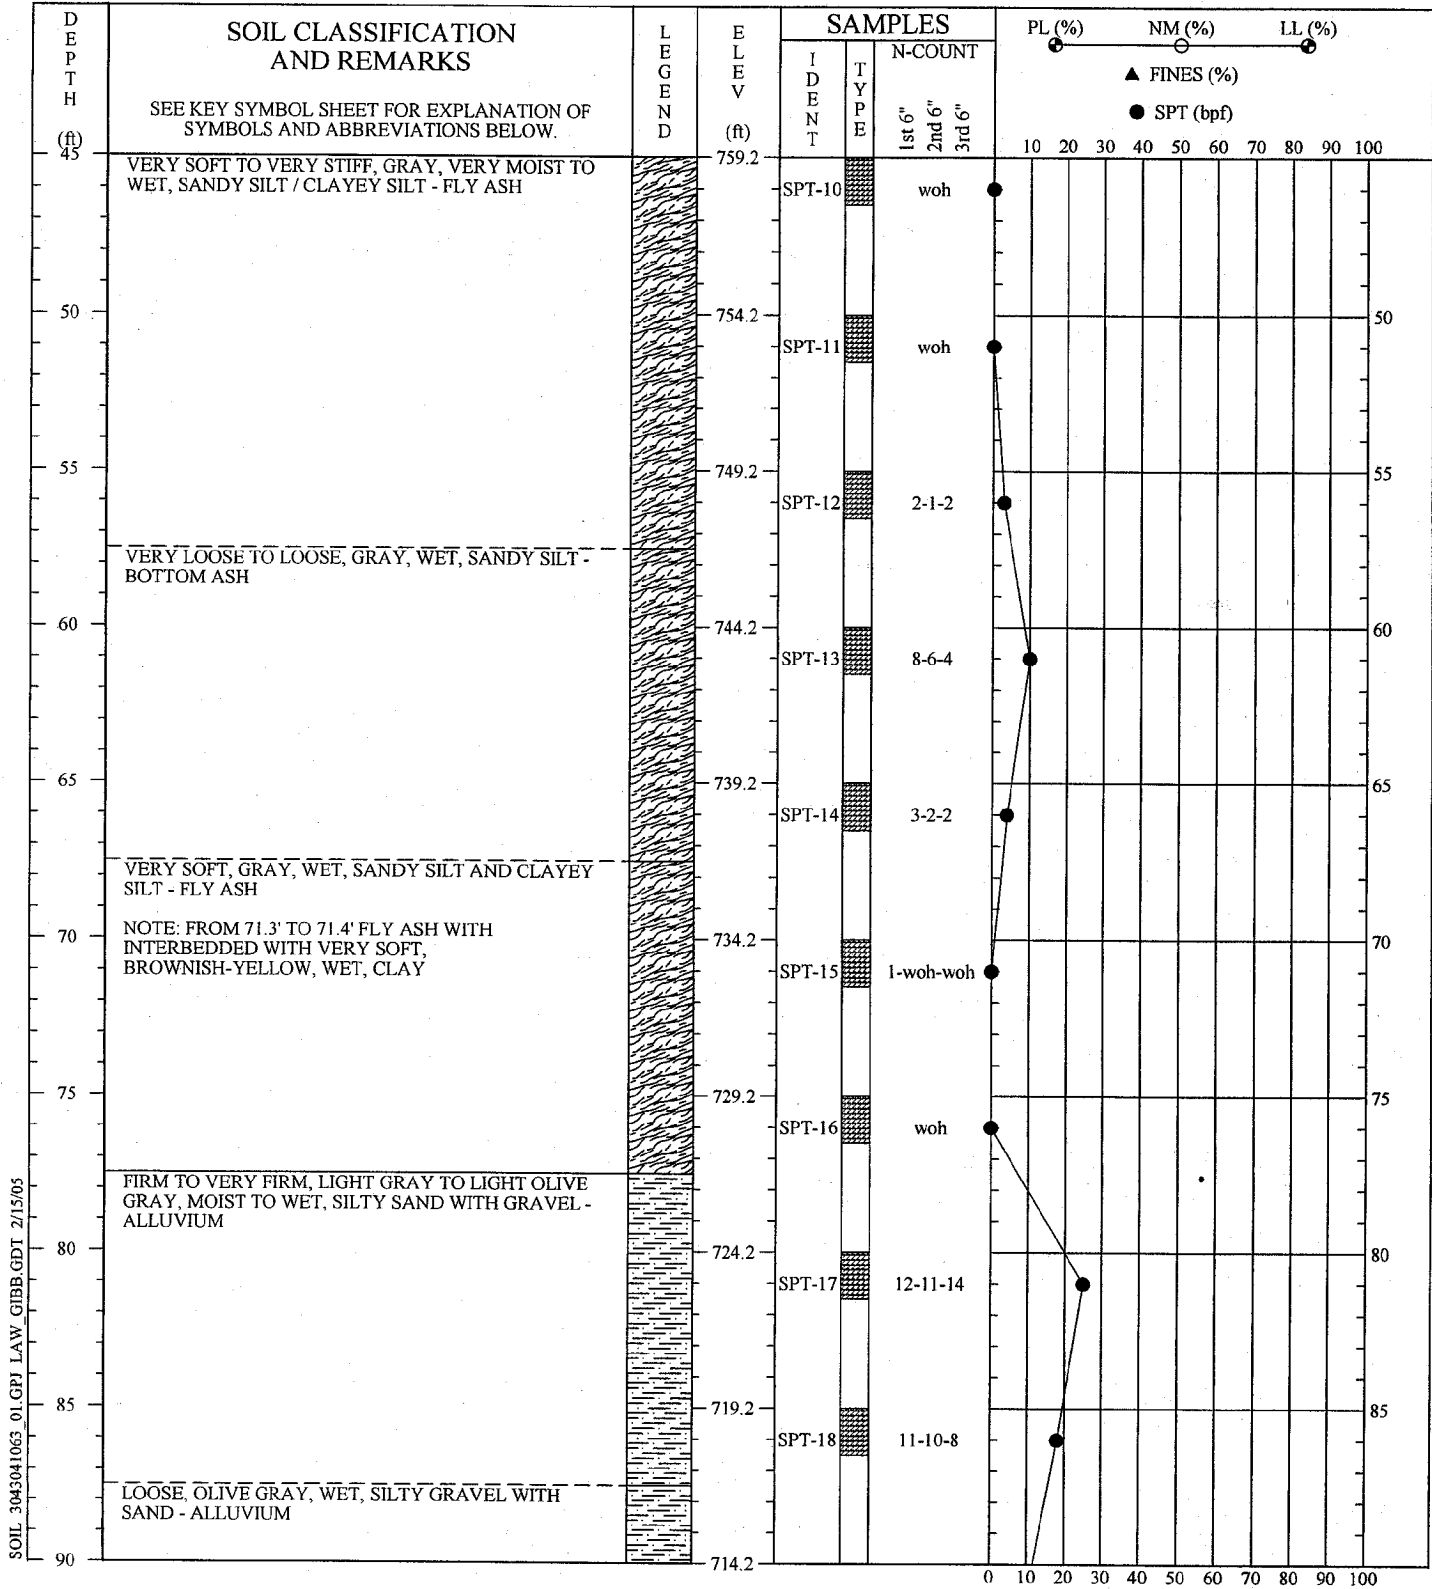 DEPTH
(ft)
SOIL CLASSIFICATION
AND REMARKS
SEE KEY SYMBOL SHEET FOR EXPLANATION OF
SYMBOLS AND ABBREVIATIONS BELOW.
LEGEND
ELEV
(ft)
SAMPLES
IDENT
TYPE
N-COUNT
1st 6"
2nd 6"
3rd 6"
PL (%) NM (%) LL (%)
▲ FINES (%)
● SPT (bpf)
10 20 30 40 50 60 70 80 90 100
45
VERY SOFT TO VERY STIFF, GRAY, VERY MOIST TO
WET, SANDY SILT / CLAYEY SILT - FLY ASH
759.2
SPT-10 woh
50 754.2 50
SPT-11 woh
55 749.2 55
SPT-12 2-1-2
VERY LOOSE TO LOOSE, GRAY, WET, SANDY SILT -
BOTTOM ASH
60 744.2 60
SPT-13 8-6-4
65 739.2 65
SPT-14 3-2-2
VERY SOFT, GRAY, WET, SANDY SILT AND CLAYEY
SILT - FLY ASH
NOTE: FROM 71.3' TO 71.4' FLY ASH WITH
INTERBEDDED WITH VERY SOFT,
BROWNISH-YELLOW, WET, CLAY
70 734.2 70
SPT-15 1-woh-woh
75 729.2 75
SPT-16 woh
FIRM TO VERY FIRM, LIGHT GRAY TO LIGHT OLIVE
GRAY, MOIST TO WET, SILTY SAND WITH GRAVEL -
ALLUVIUM
80 724.2 80
SPT-17 12-11-14
85 719.2 85
SPT-18 11-10-8
LOOSE, OLIVE GRAY, WET, SILTY GRAVEL WITH
SAND - ALLUVIUM
90 714.2
0 10 20 30 40 50 60 70 80 90 100
SOIL 3043041063_01.GPJ LAW_GIBB.GDT 2/15/05